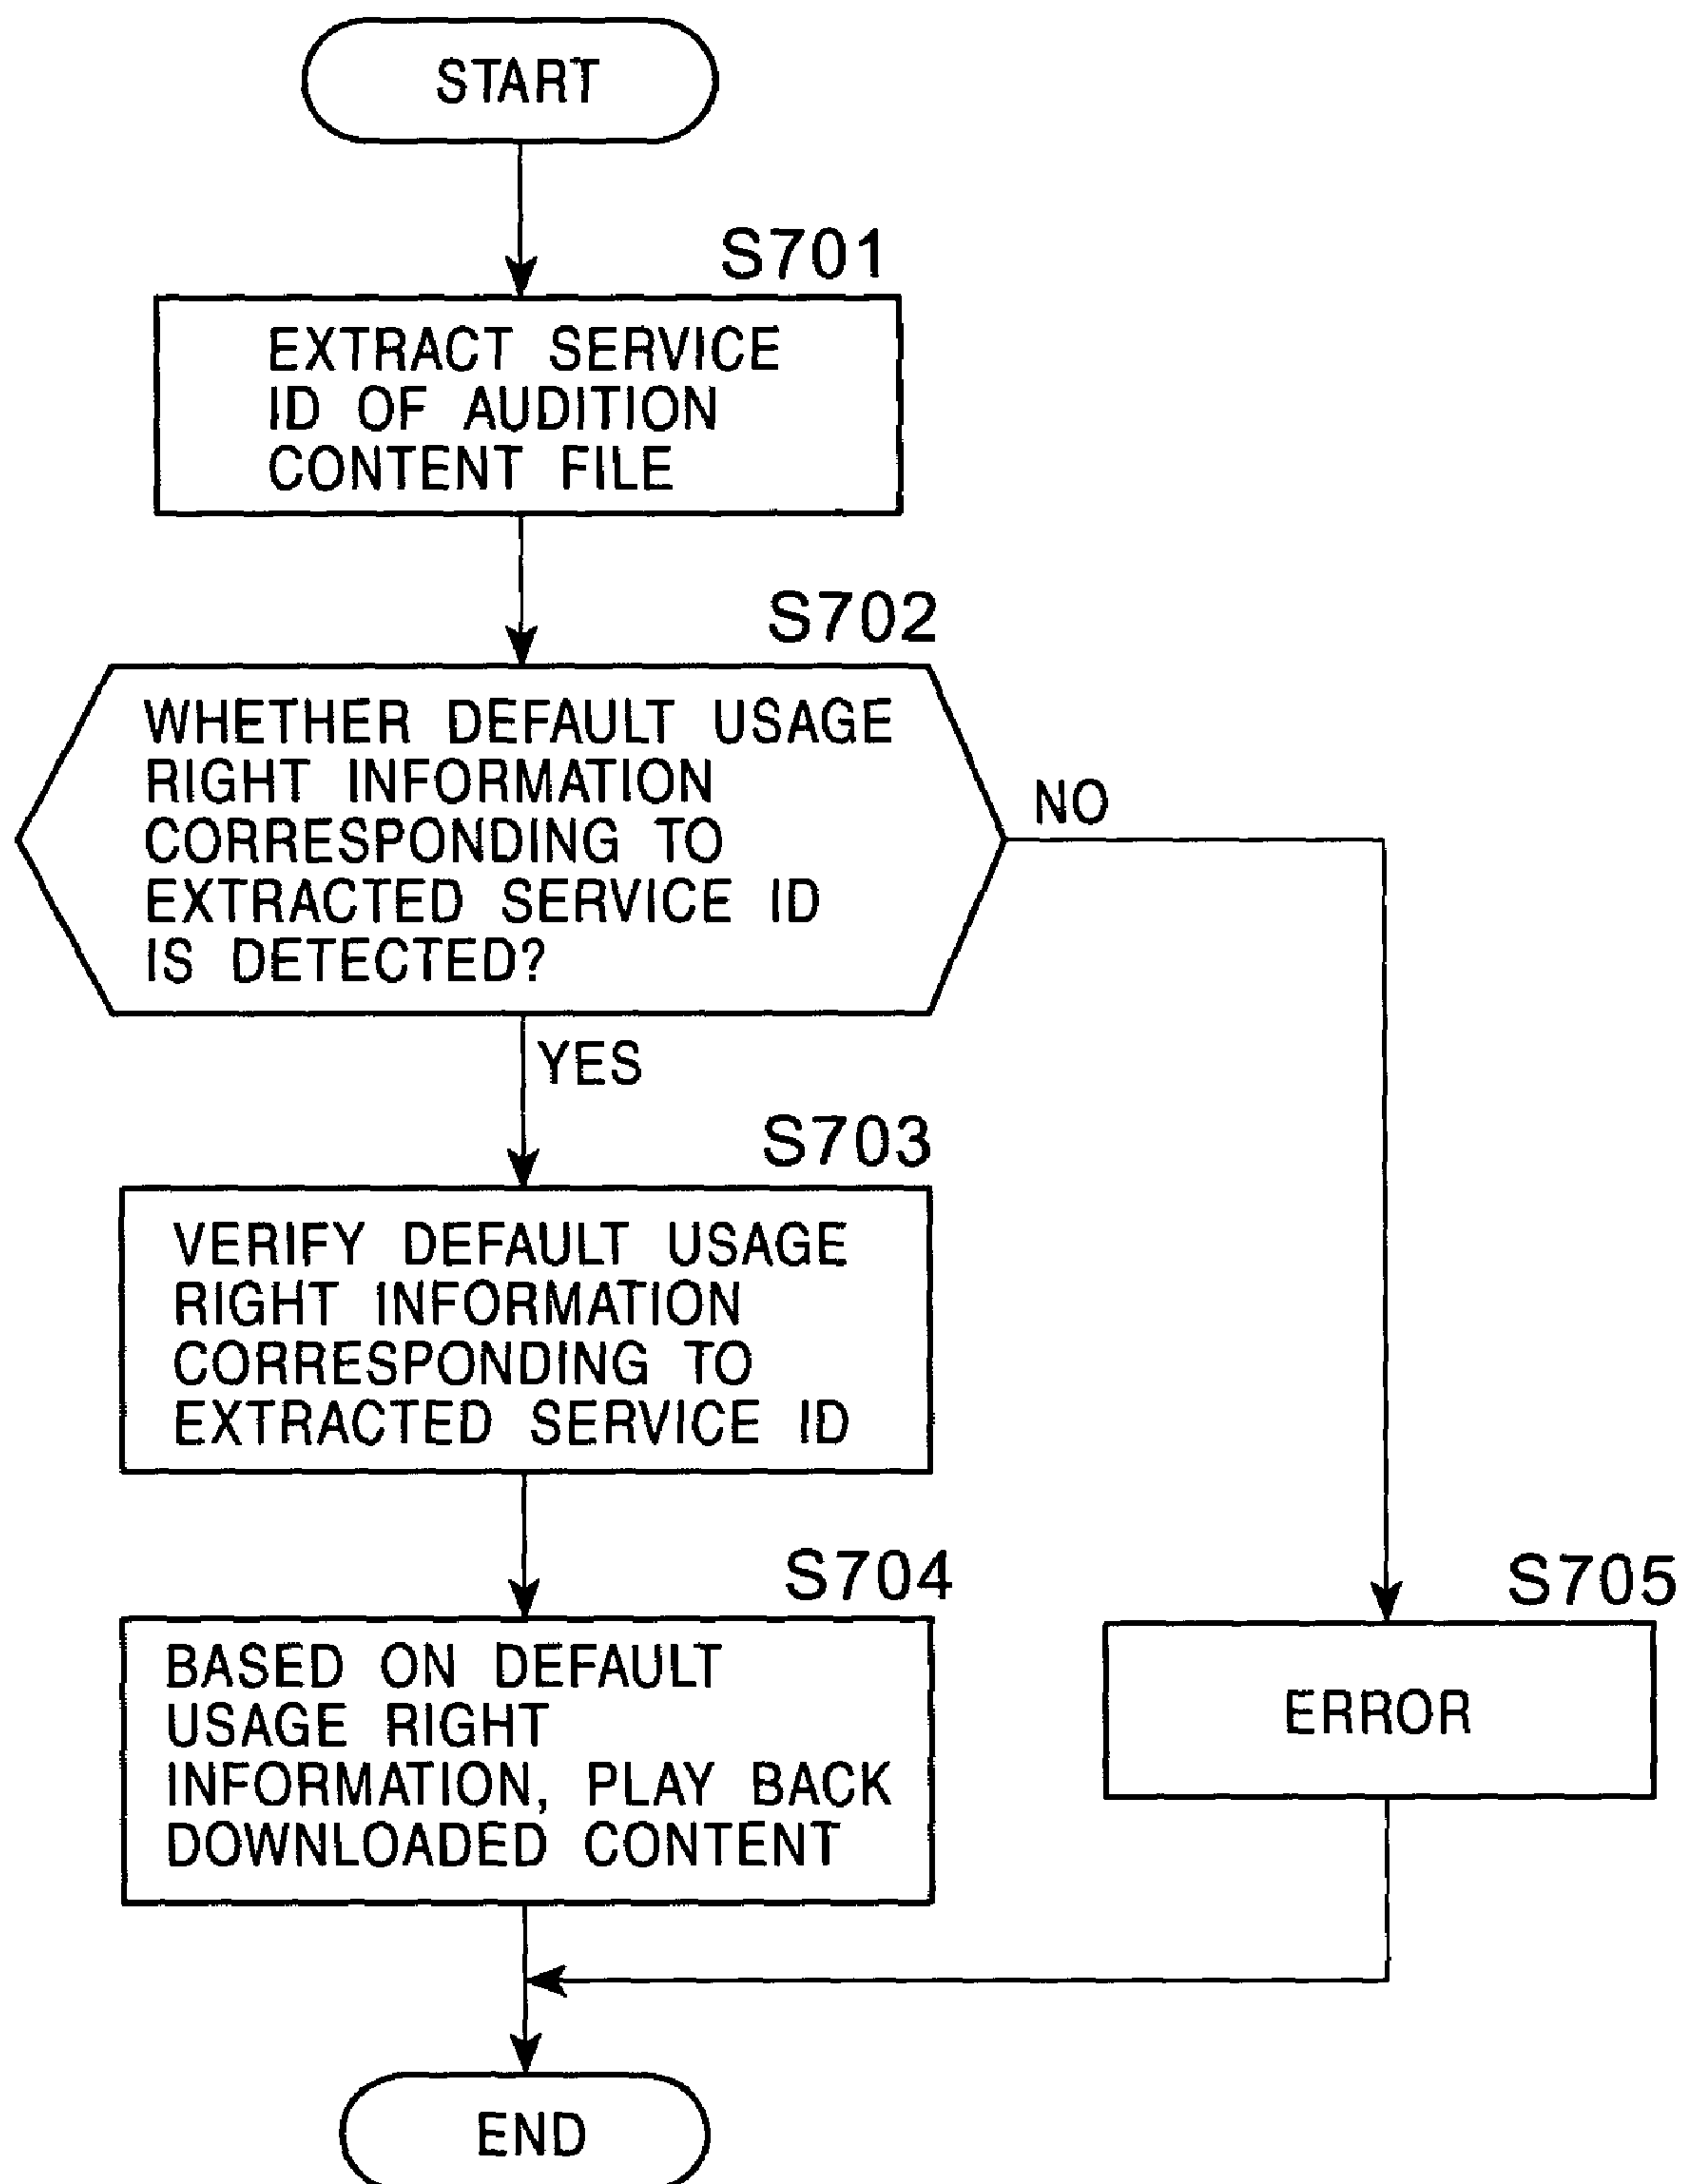 START
S701
EXTRACT SERVICE
ID OF AUDITION
CONTENT FILE
S702
WHETHER DEFAULT USAGE
RIGHT INFORMATION
CORRESPONDING TO
EXTRACTED SERVICE ID
IS DETECTED?
NO
YES
S703
VERIFY DEFAULT USAGE
RIGHT INFORMATION
CORRESPONDING TO
EXTRACTED SERVICE ID
S704
BASED ON DEFAULT
USAGE RIGHT
INFORMATION, PLAY BACK
DOWNLOADED CONTENT
S705
ERROR
END